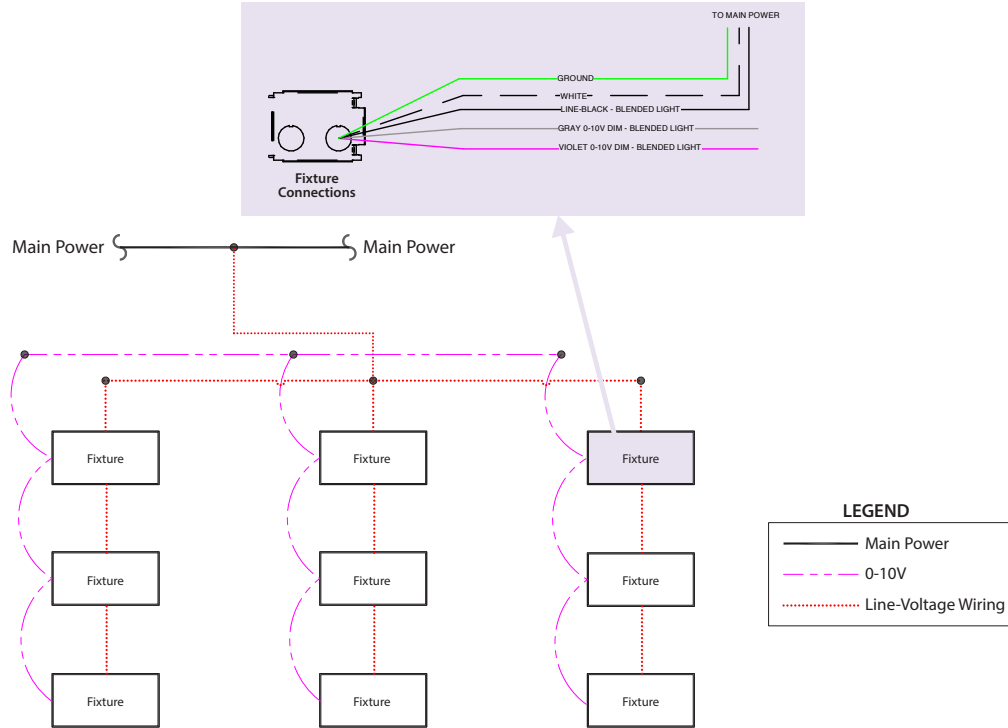 TO MAIN POWER
GROUND
WHITE
LINE-BLACK - BLENDED LIGHT
GRAY 0-10V DIM - BLENDED LIGHT
VIOLET 0-10V DIM - BLENDED LIGHT
Fixture
Connections
Main Power
Main Power
Fixture
Fixture
Fixture
Fixture
Fixture
Fixture
Fixture
Fixture
Fixture
LEGEND
Main Power
0-10V
Line-Voltage Wiring